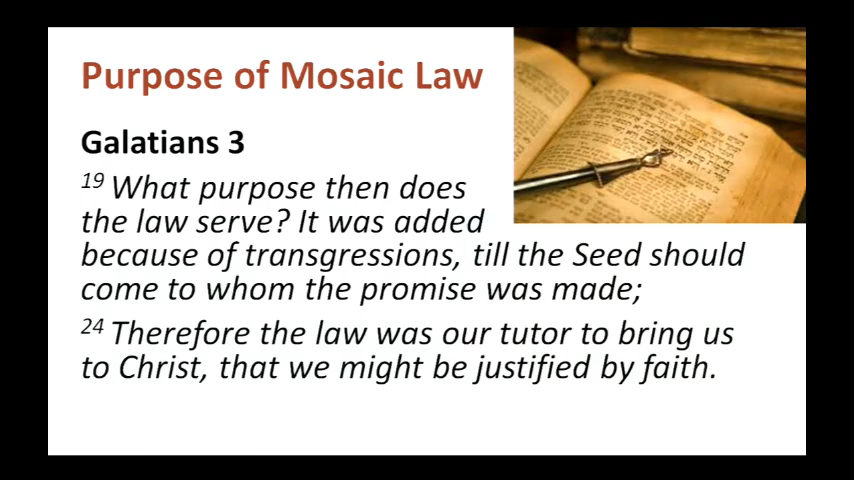 Purpose of Mosaic Law
Galatians 3
19 What purpose then does
the law serve? It was added
because of transgressions, till the Seed should
come to whom the promise was made;
24 Therefore the law was our tutor to bring us
to Christ, that we might be justified by faith.